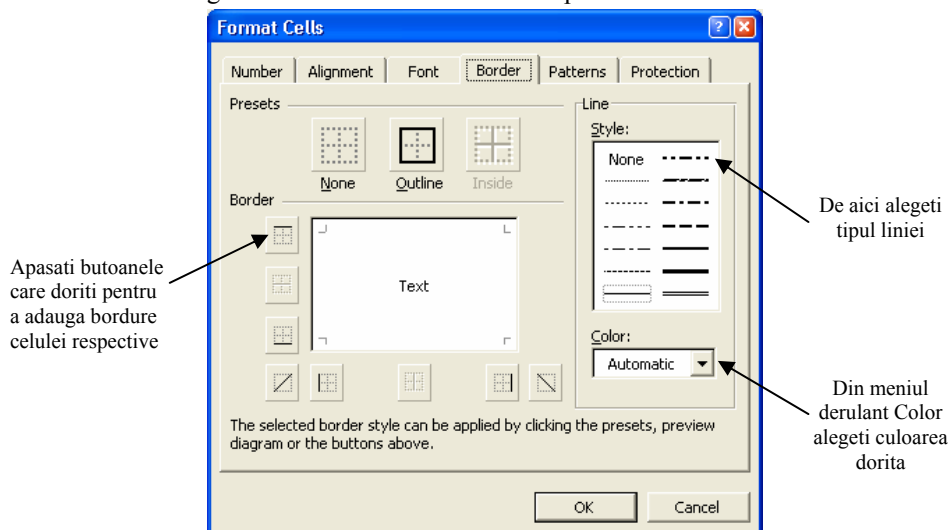 Format Cells
Number Alignment Font Border Patterns Protection
Presets
None Outline Inside
Border
Text
Line
Style:
None
Color:
Automatic
The selected border style can be applied by clicking the presets, preview
diagram or the buttons above.
OK Cancel
Apasati butoanele
care doriti pentru
a adauga bordure
celulei respective
De aici alegeti
tipul liniei
Din meniul
derulant Color
alegeti culoarea
dorita